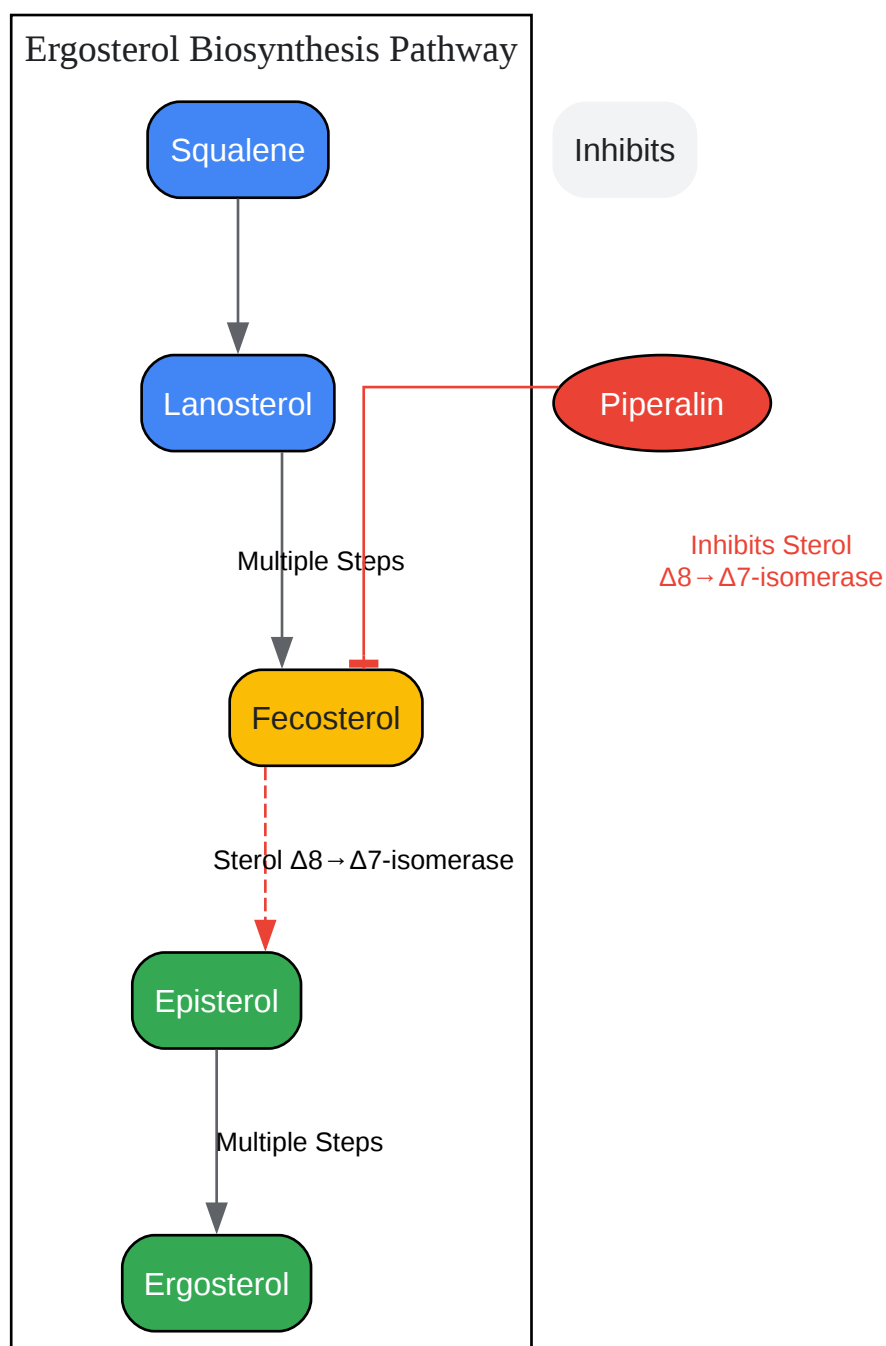 Ergosterol Biosynthesis Pathway
Squalene
Inhibits
Lanosterol
Piperalin
Inhibits Sterol
Δ8→Δ7-isomerase
Multiple Steps
Fecosterol
Sterol Δ8→Δ7-isomerase
Episterol
Multiple Steps
Ergosterol